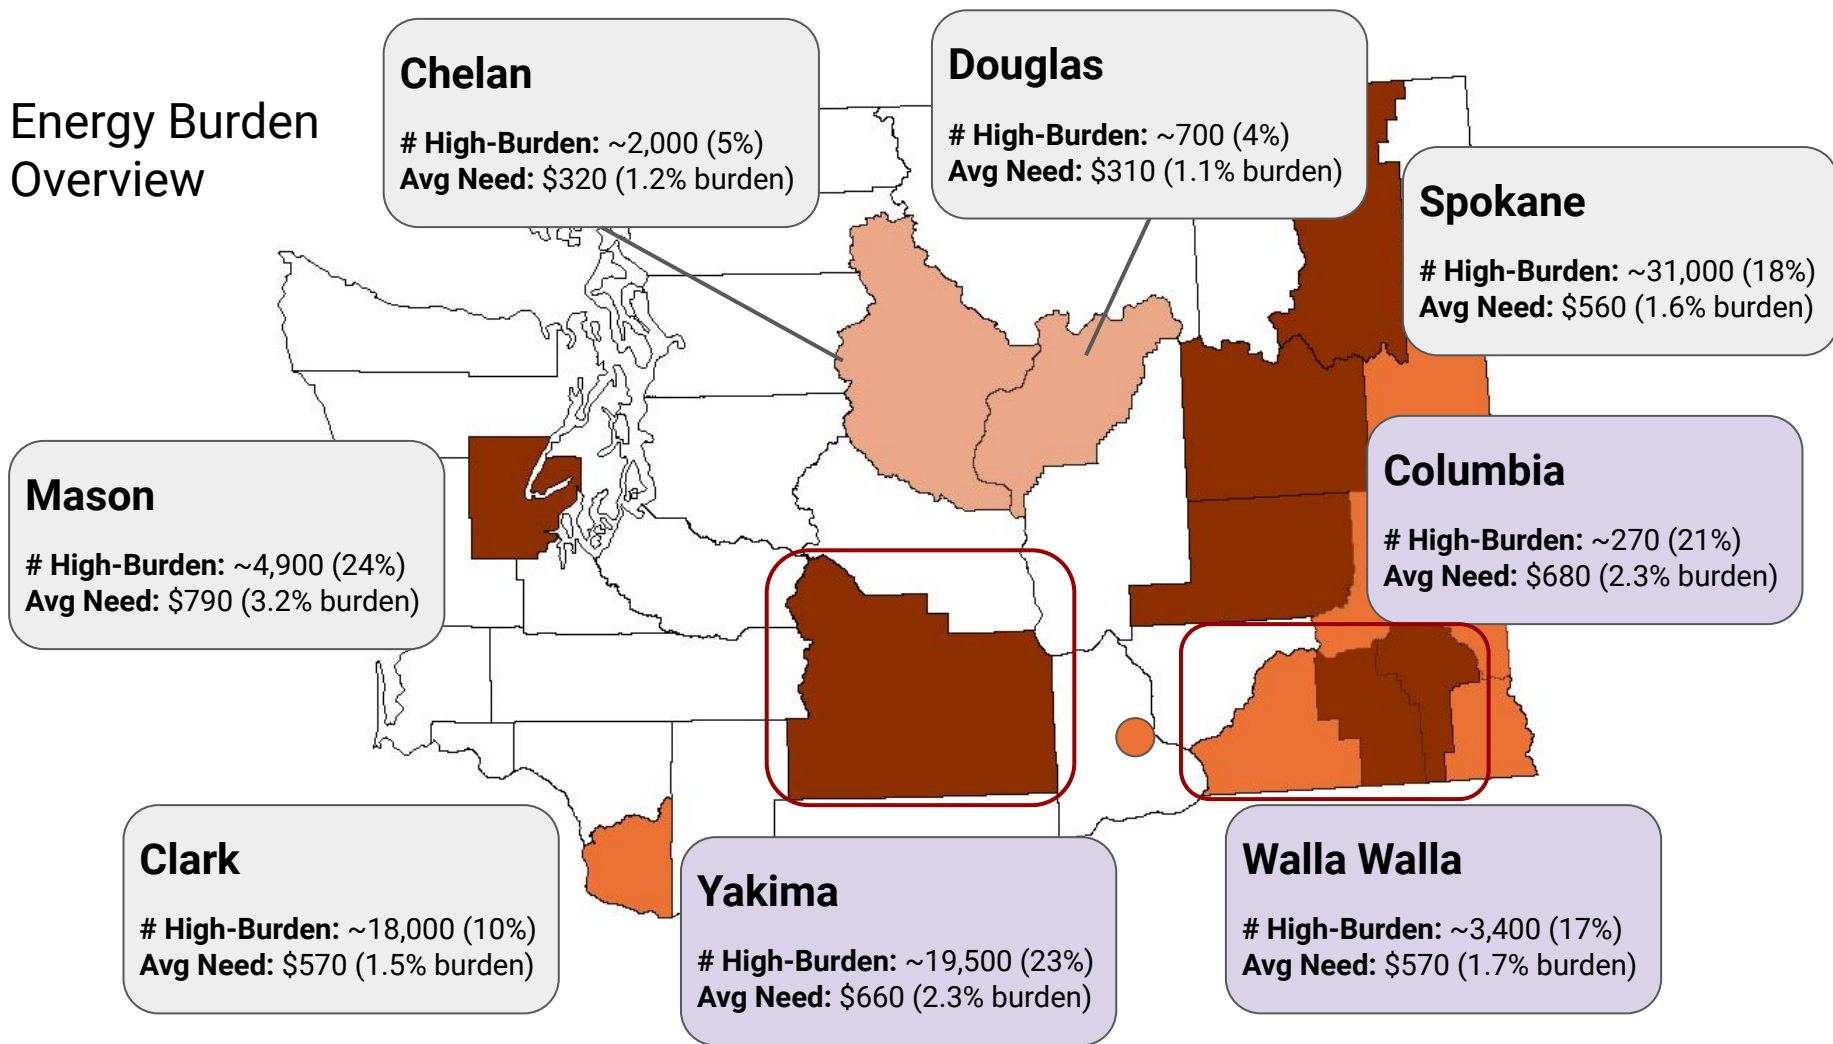 Energy Burden
Overview
Chelan
# High-Burden: ~2,000 (5%)
Avg Need: $320 (1.2% burden)
Douglas
# High-Burden: ~700 (4%)
Avg Need: $310 (1.1% burden)
Spokane
# High-Burden: ~31,000 (18%)
Avg Need: $560 (1.6% burden)
Mason
# High-Burden: ~4,900 (24%)
Avg Need: $790 (3.2% burden)
Columbia
# High-Burden: ~270 (21%)
Avg Need: $680 (2.3% burden)
Clark
# High-Burden: ~18,000 (10%)
Avg Need: $570 (1.5% burden)
Yakima
# High-Burden: ~19,500 (23%)
Avg Need: $660 (2.3% burden)
Walla Walla
# High-Burden: ~3,400 (17%)
Avg Need: $570 (1.7% burden)